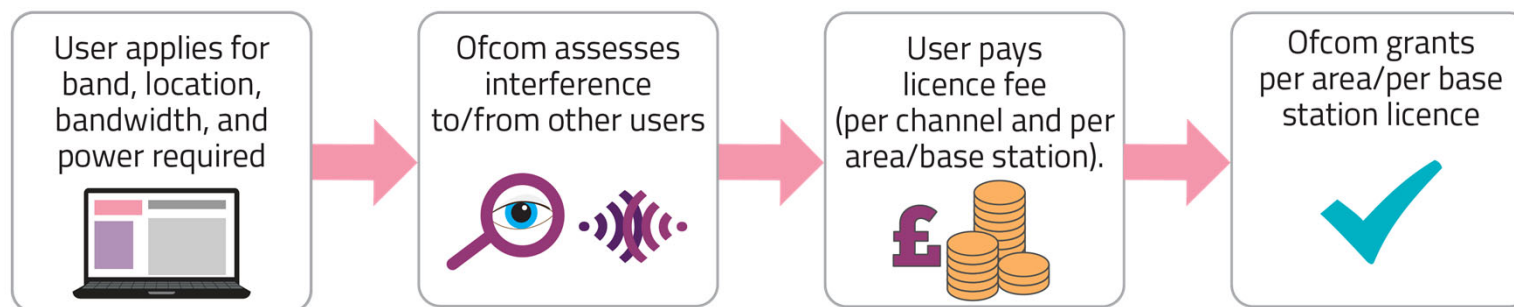 User applies for
band, location,
bandwidth, and
power required
Ofcom assesses
interference
to/from other users
User pays
licence fee
(per channel and per
area/base station).
£
Ofcom grants
per area/per base
station licence